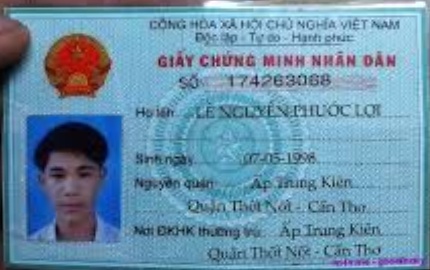 CỘNG HÒA XÃ HỘI CHỦ NGHĨA VIỆT NAM
Độc lập - Tự do - Hạnh phúc
GIẤY CHỨNG MINH NHÂN DÂN
SỐ 174263068
Họ tên LÊ NGUYỄN PHƯỚC LỢI
Sinh ngày 07-05-1998
Nguyên quán Ấp Trung Kiên
Quận Thốt Nốt - Cần Thơ
Nơi ĐKHK thường trú Ấp Trung Kiên
Quận Thốt Nốt - Cần Thơ